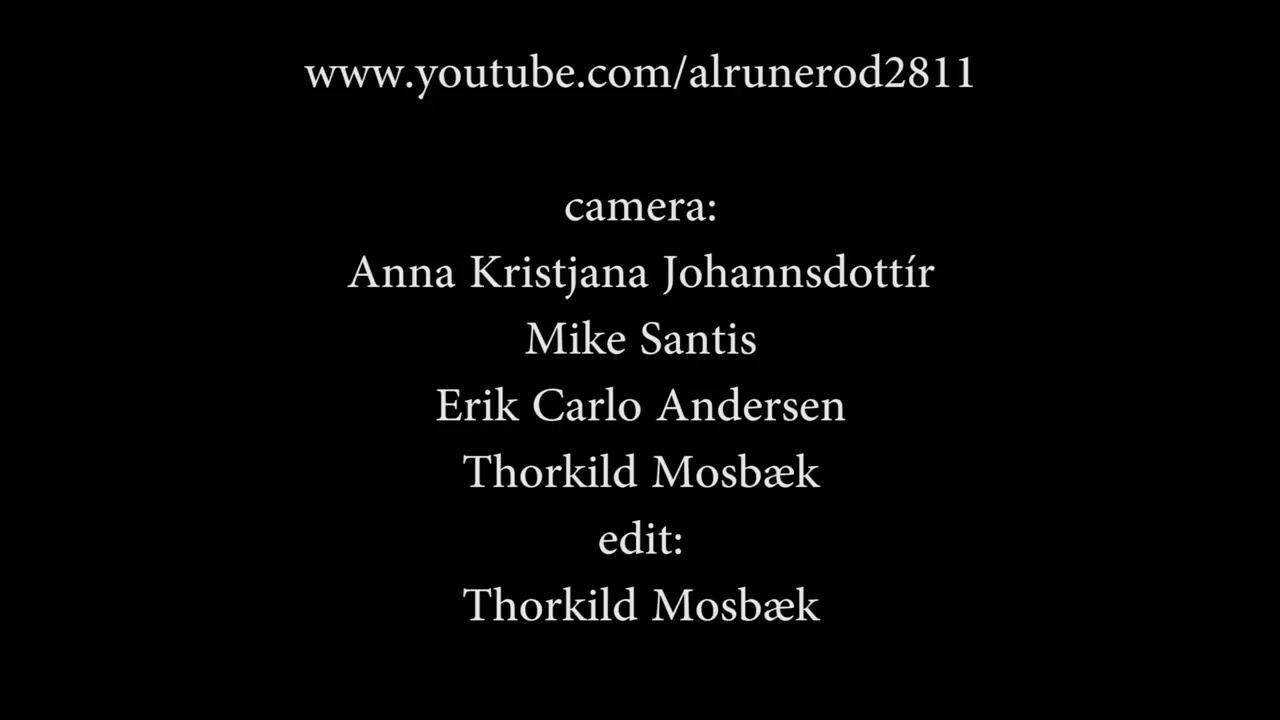 www.youtube.com/alrunerod2811
camera:
Anna Kristjana Johannsdottír
Mike Santis
Erik Carlo Andersen
Thorkild Mosbæk
edit:
Thorkild Mosbæk